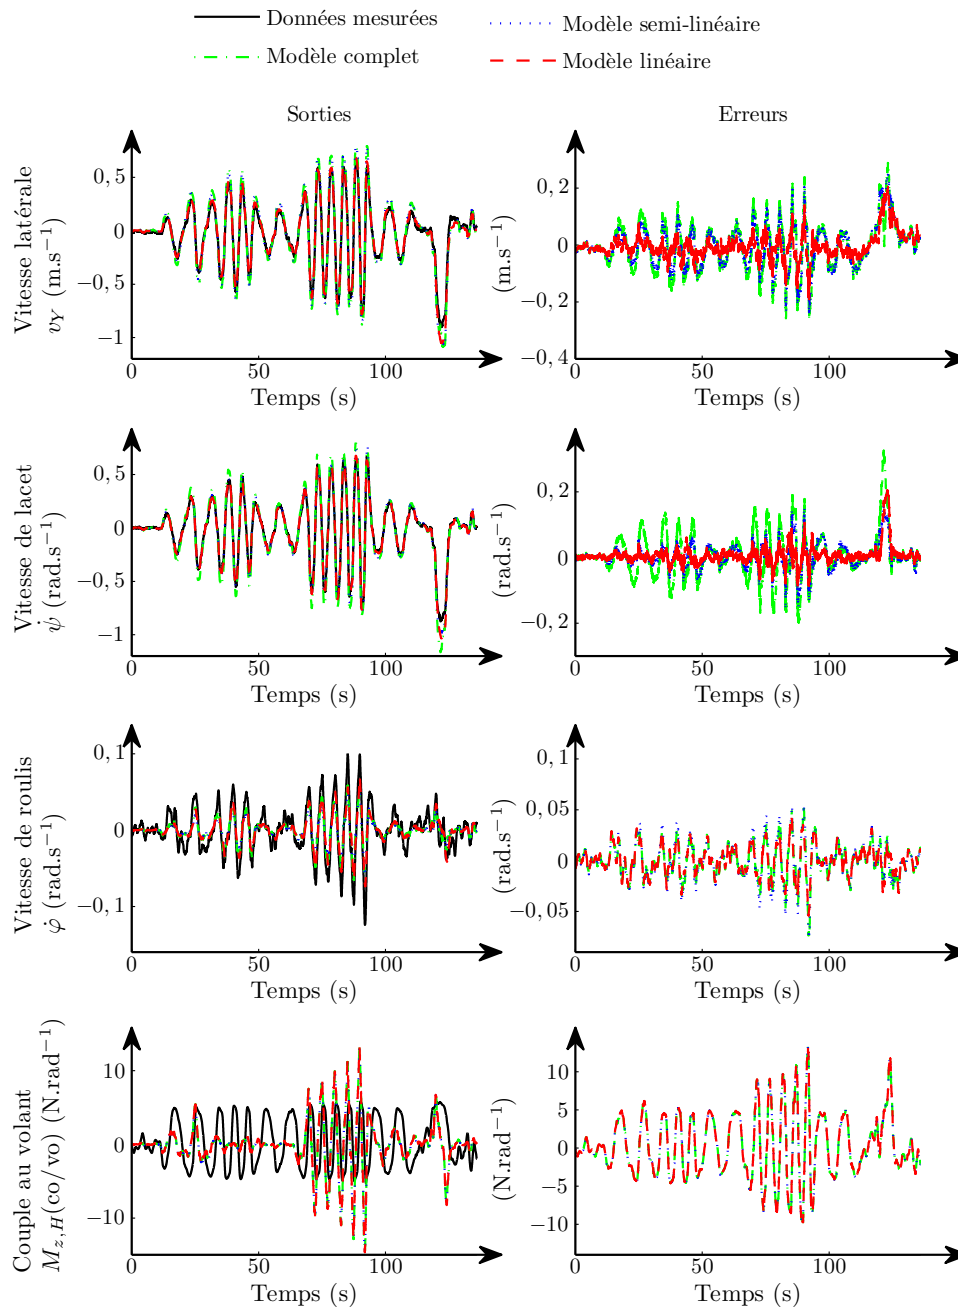 Données mesurées
Modèle semi-linéaire
Modèle complet
Modèle linéaire
Sorties
Erreurs
Vitesse latérale
v_Y (m.s⁻¹)
0, 5
0
−0, 5
−1
0 50 100
Temps (s)
(m.s⁻¹)
0, 2
0
−0, 2
−0, 4
0 50 100
Temps (s)
Vitesse de lacet
ψ̇ (rad.s⁻¹)
0, 5
0
−0, 5
−1
0 50 100
Temps (s)
(rad.s⁻¹)
0, 2
0
−0, 2
0 50 100
Temps (s)
Vitesse de roulis
φ̇ (rad.s⁻¹)
0, 1
0
−0, 1
0 50 100
Temps (s)
(rad.s⁻¹)
0, 1
0, 05
0
−0, 05
0 50 100
Temps (s)
Couple au volant
M_{z,H}(co/vo) (N.rad⁻¹)
10
0
−10
0 50 100
Temps (s)
(N.rad⁻¹)
10
5
0
−5
−10
0 50 100
Temps (s)